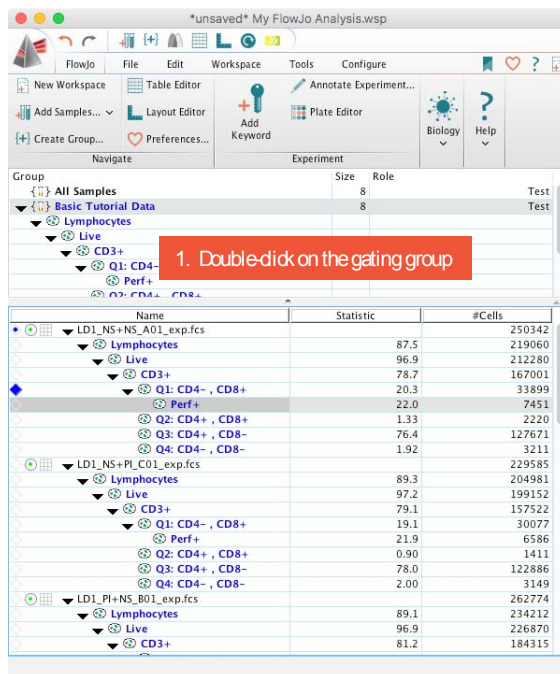 *unsaved* My FlowJo Analysis.wsp
FlowJo File Edit Workspace Tools Configure
New Workspace Table Editor Annotate Experiment...
Add Samples... Layout Editor Add Keyword Plate Editor Biology Help
{+} Create Group... Preferences...
Navigate Experiment
Group Size Role
All Samples 8 Test
Basic Tutorial Data 8 Test
Lymphocytes
Live
CD3+
Q1: CD4-
1. Double-click on the gating group
Perf+
Q2: CD4+ , CD8+
Name Statistic #Cells
LD1_NS+NS_A01_exp.fcs 250342
Lymphocytes 87.5 219060
Live 96.9 212280
CD3+ 78.7 167001
Q1: CD4- , CD8+ 20.3 33899
Perf+ 22.0 7451
Q2: CD4+ , CD8+ 1.33 2220
Q3: CD4+ , CD8- 76.4 127671
Q4: CD4- , CD8- 1.92 3211
LD1_NS+PI_C01_exp.fcs 229585
Lymphocytes 89.3 204981
Live 97.2 199152
CD3+ 79.1 157522
Q1: CD4- , CD8+ 19.1 30077
Perf+ 21.9 6586
Q2: CD4+ , CD8+ 0.90 1411
Q3: CD4+ , CD8- 78.0 122886
Q4: CD4- , CD8- 2.00 3149
LD1_PI+NS_B01_exp.fcs 262774
Lymphocytes 89.1 234212
Live 96.9 226870
CD3+ 81.2 184315